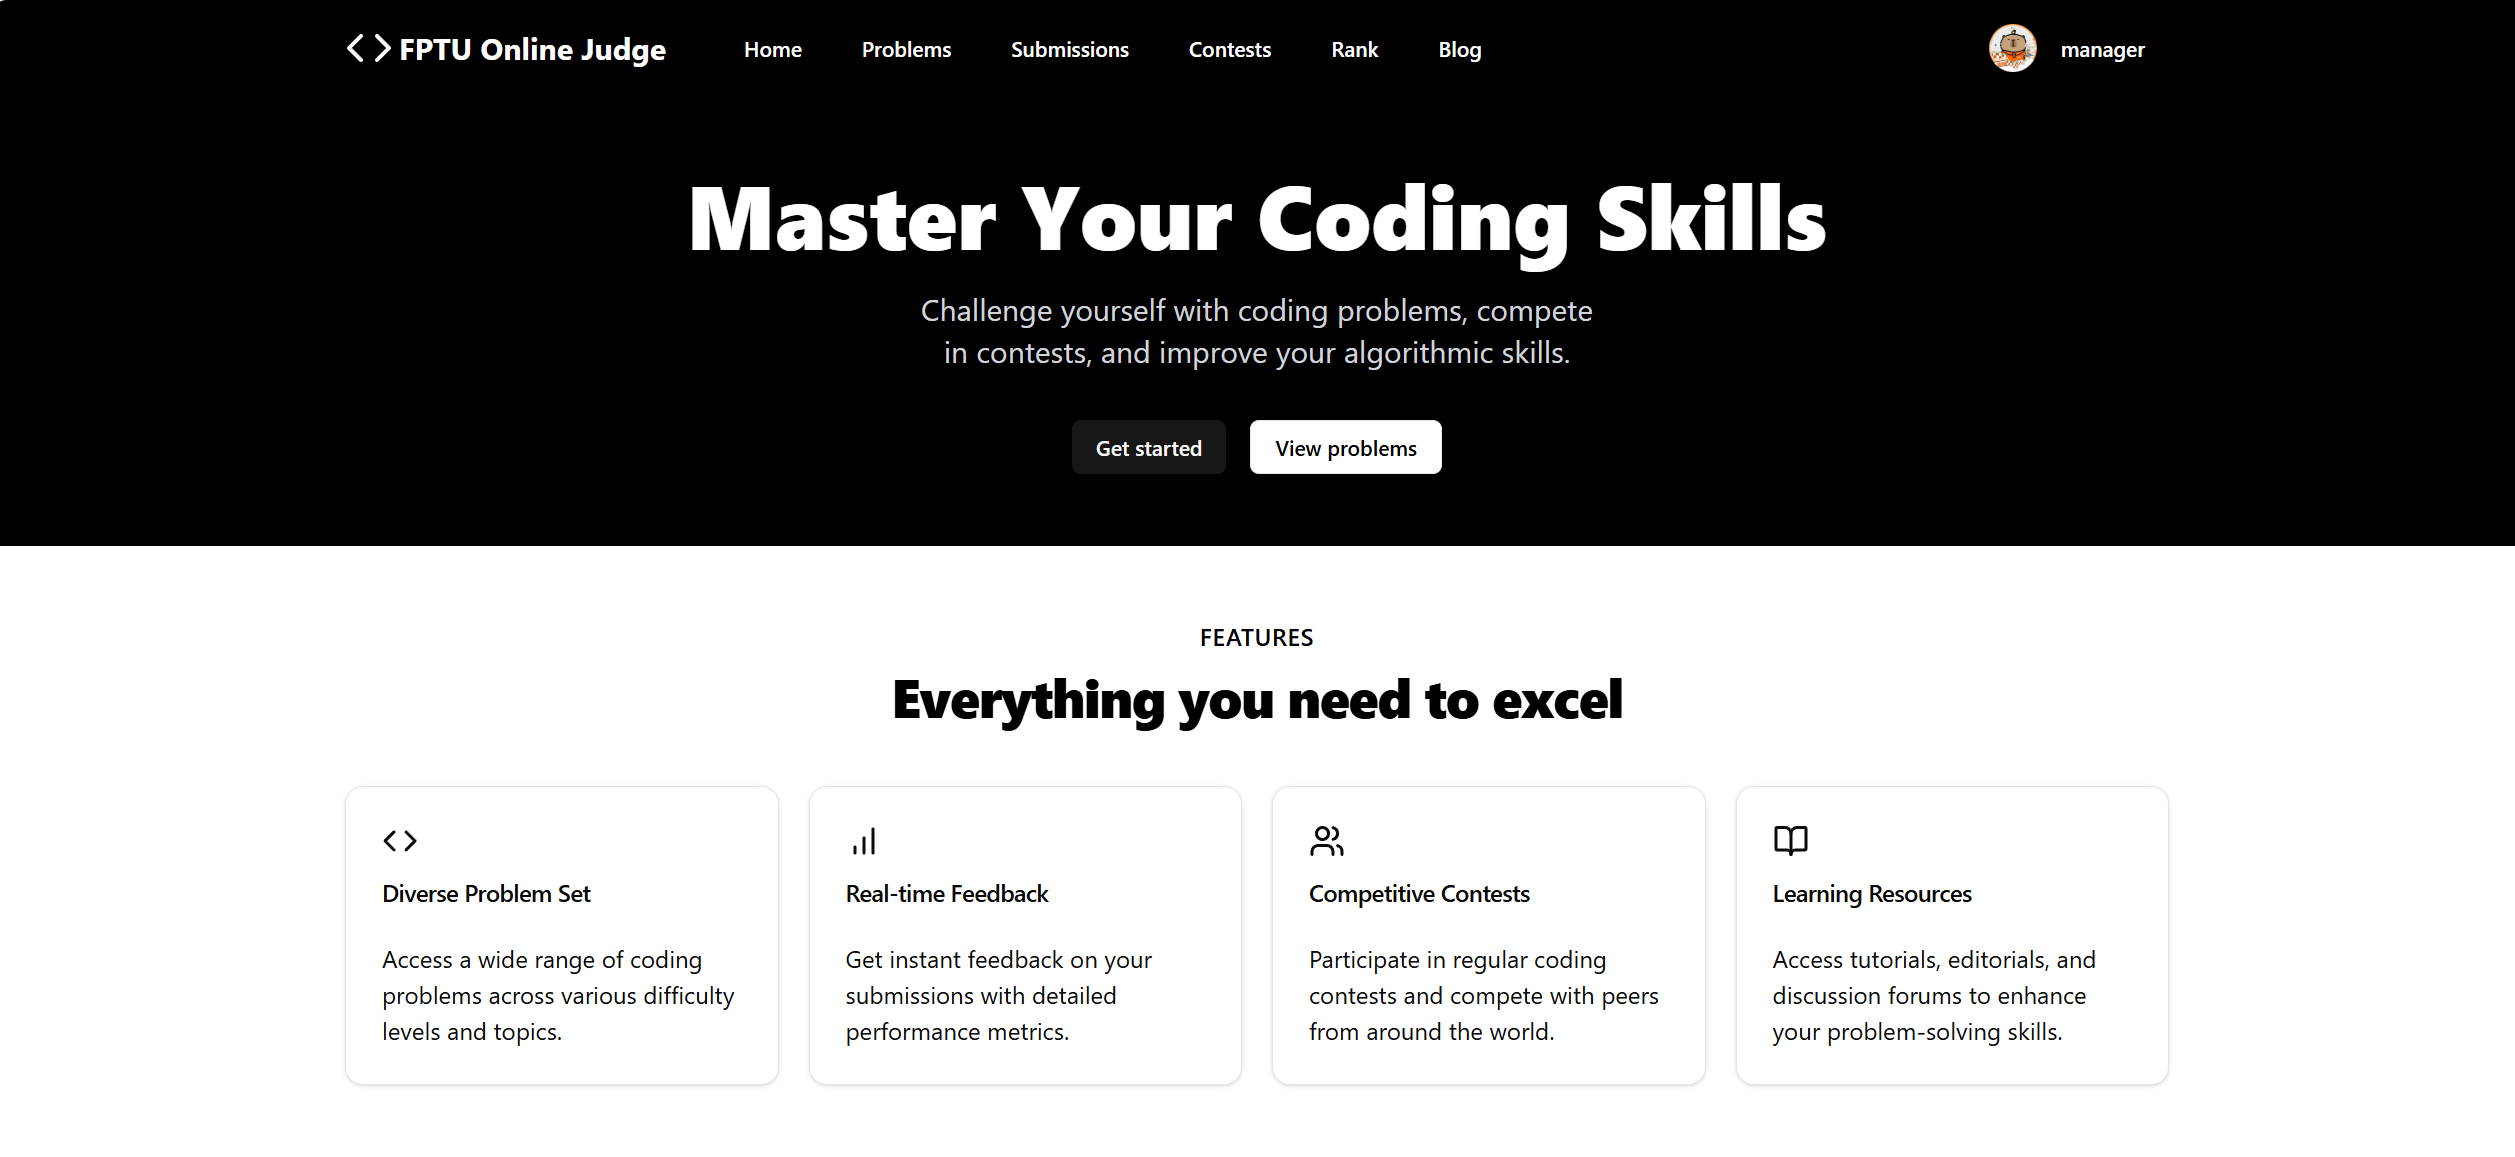 FPTU Online Judge
Home
Problems
Submissions
Contests
Rank
Blog
manager
Master Your Coding Skills
Challenge yourself with coding problems, compete
in contests, and improve your algorithmic skills.
Get started
View problems
FEATURES
Everything you need to excel
Diverse Problem Set
Access a wide range of coding
problems across various difficulty
levels and topics.
Real-time Feedback
Get instant feedback on your
submissions with detailed
performance metrics.
Competitive Contests
Participate in regular coding
contests and compete with peers
from around the world.
Learning Resources
Access tutorials, editorials, and
discussion forums to enhance
your problem-solving skills.